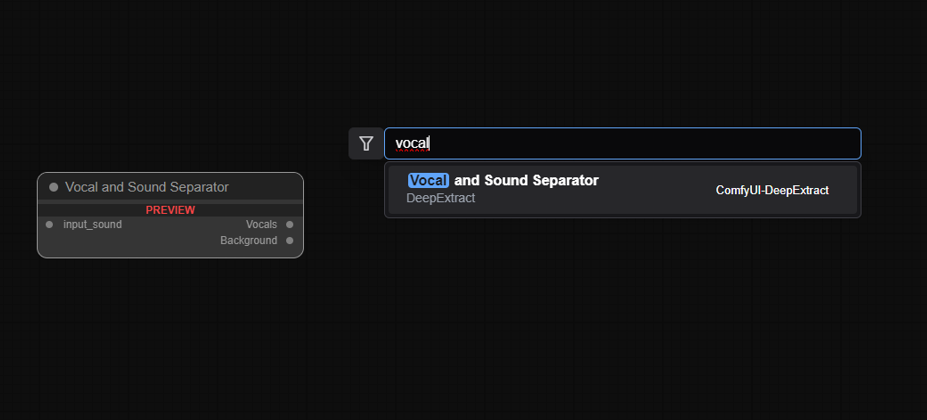 vocal
Vocal and Sound Separator
DeepExtract
ComfyUI-DeepExtract
Vocal and Sound Separator
PREVIEW
input_sound Vocals
Background